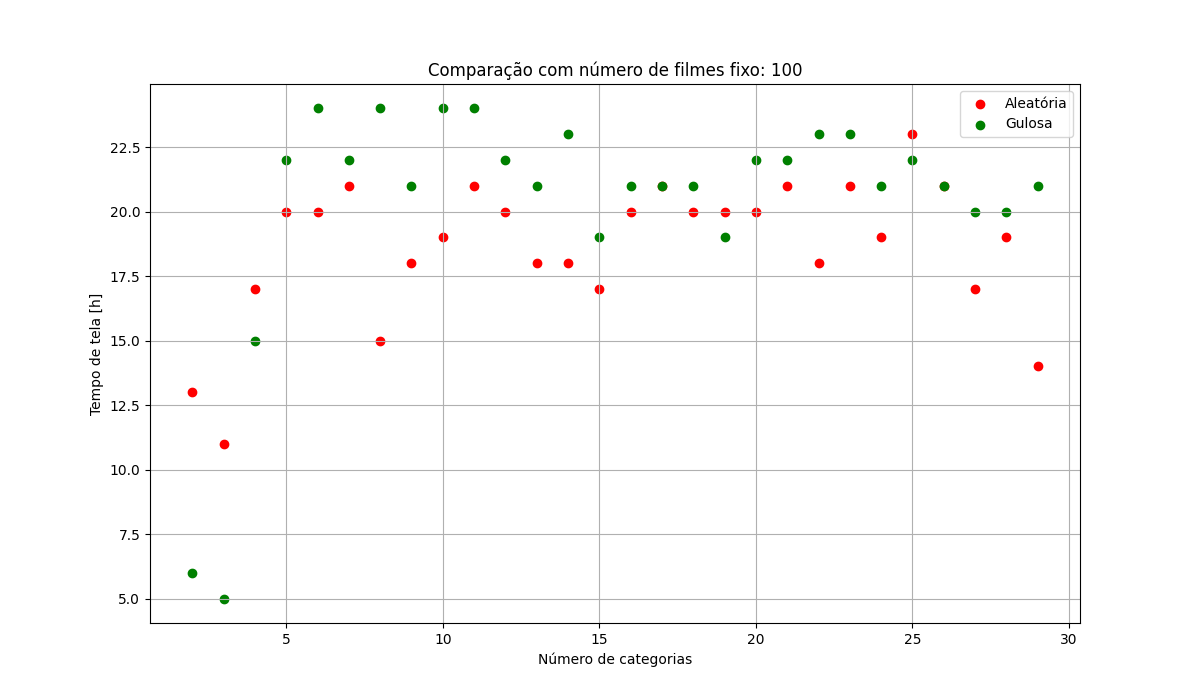 Comparação com número de filmes fixo: 100
Aleatória
Gulosa
Tempo de tela [h]
22.5
20.0
17.5
15.0
12.5
10.0
7.5
5.0
5 10 15 20 25 30
Número de categorias